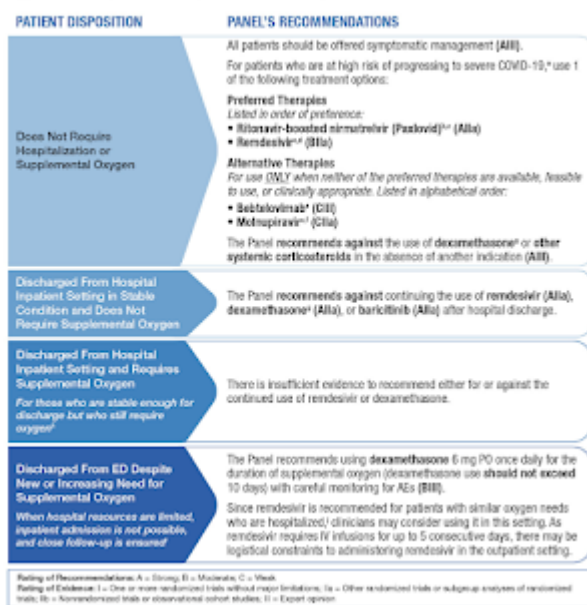 PATIENT DISPOSITION
PANEL'S RECOMMENDATIONS
Does Not Require
Hospitalization or
Supplemental Oxygen
All patients should be offered symptomatic management (AIII).
For patients who are at high risk of progressing to severe COVID-19,ᵃ use 1
of the following treatment options:
Preferred Therapies
Listed in order of preference:
• Ritonavir-boosted nirmatrelvir (Paxlovid) (AIIa)
• Remdesivir (BIIa)
Alternative Therapies
For use ONLY when neither of the preferred therapies are available, feasible
to use, or clinically appropriate. Listed in alphabetical order:
• Bebtelovimab (CIII)
• Molnupiravir (CIIa)
The Panel recommends against the use of dexamethasone or other
systemic corticosteroids in the absence of another indication (AIII).
Discharged From Hospital
Inpatient Setting in Stable
Condition and Does Not
Require Supplemental Oxygen
The Panel recommends against continuing the use of remdesivir (AIIa),
dexamethasone (AIIa), or baricitinib (AIIa) after hospital discharge.
Discharged From Hospital
Inpatient Setting and Requires
Supplemental Oxygen
For those who are stable enough for
discharge but who still require
oxygen
There is insufficient evidence to recommend either for or against the
continued use of remdesivir or dexamethasone.
Discharged From ED Despite
New or Increasing Need for
Supplemental Oxygen
When hospital resources are limited,
inpatient admission is not possible,
and close follow-up is ensured
The Panel recommends using dexamethasone 6 mg PO once daily for the
duration of supplemental oxygen (dexamethasone use should not exceed
10 days) with careful monitoring for AEs (BIII).
Since remdesivir is recommended for patients with similar oxygen needs
who are hospitalized, clinicians may consider using it in this setting. As
remdesivir requires IV infusions for up to 5 consecutive days, there may
be logistical constraints to administering remdesivir in the outpatient setting.
Rating of Recommendations: A = Strong; B = Moderate; C = Weak
Rating of Evidence: I = One or more randomized trials without major limitations; IIa = Other randomized trials or subgroup analyses of randomized
trials; IIb = Nonrandomized trials or observational cohort studies; III = Expert opinion